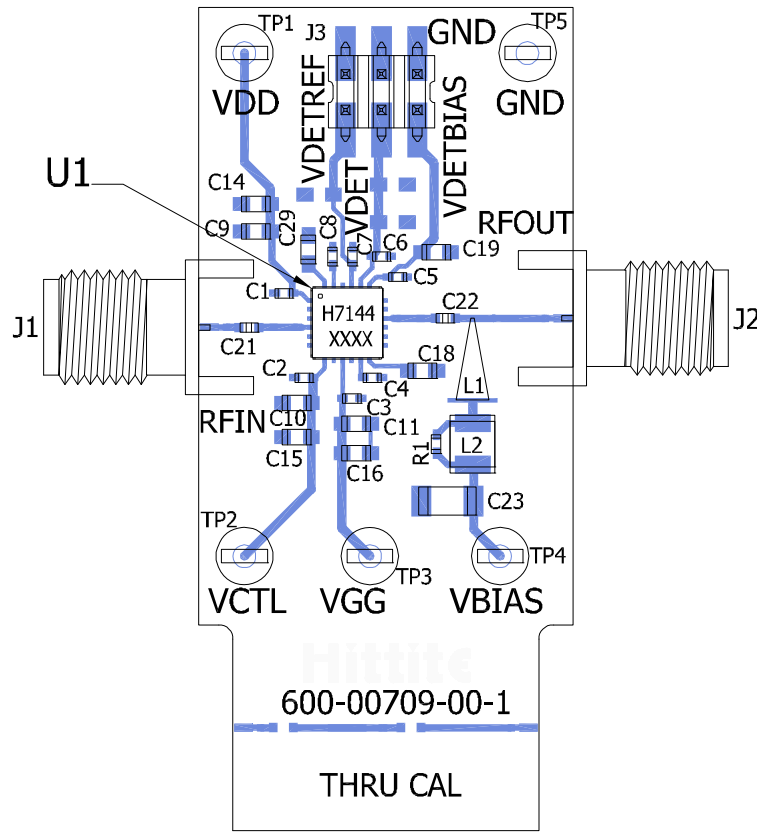 TP1
J3
GND
TP5
VDD
VDETREF
VDET
VDETBIAS
GND
U1
C14
C9
C29
C8
C7
C6
C19
RFOUT
C5
C1
H7144
XXXX
C22
J1
C21
J2
C2
C4
C18
L1
RFIN
C10
C3
C11
C15
C16
R1
L2
C23
TP2
TP3
TP4
VCTL
VGG
VBIAS
Hittite
600-00709-00-1
THRU CAL